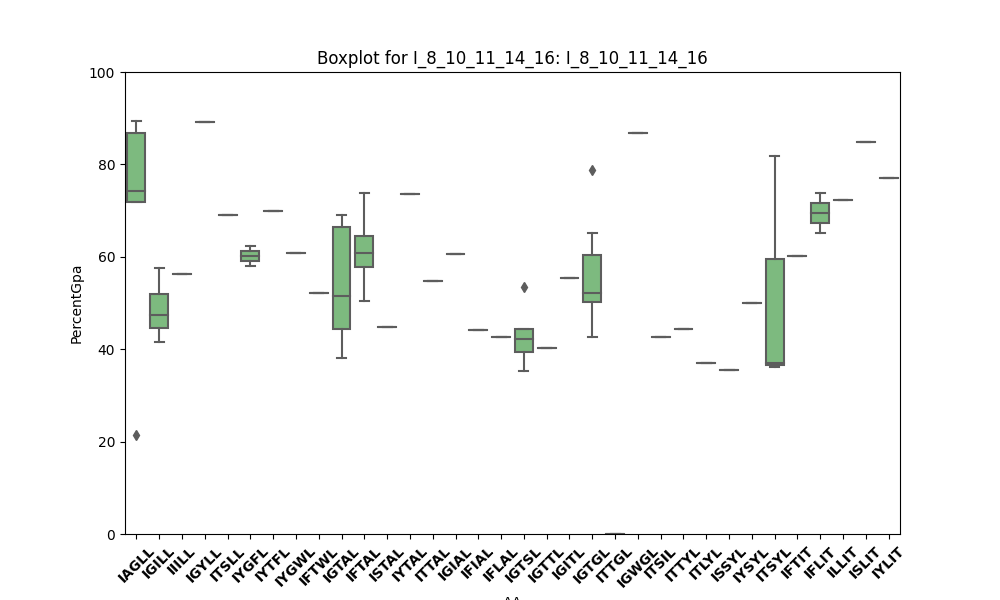 Boxplot for I_8_10_11_14_16: I_8_10_11_14_16
100
80
60
40
20
0
PercentGpa
IAGLL IGILL IIILL IGYLL ITSLL IYGFL IYTFL IYGWL IFTWL IGTAL IFTAL ISTAL IYTAL ITTAL IGIAL IFIAL IFLAL IGTSL IGTTL IGITL IGTGL ITTGL IGWGL ITSIL ITTYL ITLYL ISSYL IYSYL ITSYL IFTIT IFLIT ILLIT ISLIT IYLIT